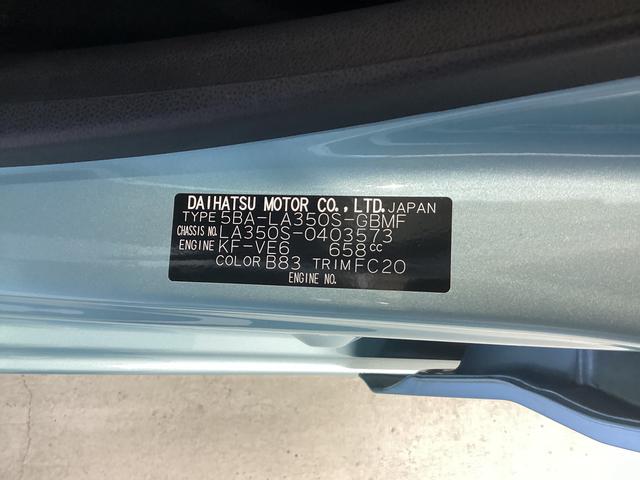 DAIHATSU MOTOR CO.,LTD. JAPAN
TYPE 5BA-LA350S-GBMF
CHASSIS NO. LA350S-0403573
ENGINE KF-VE6 658cc
COLOR B83 TRIM FC20
ENGINE NO.